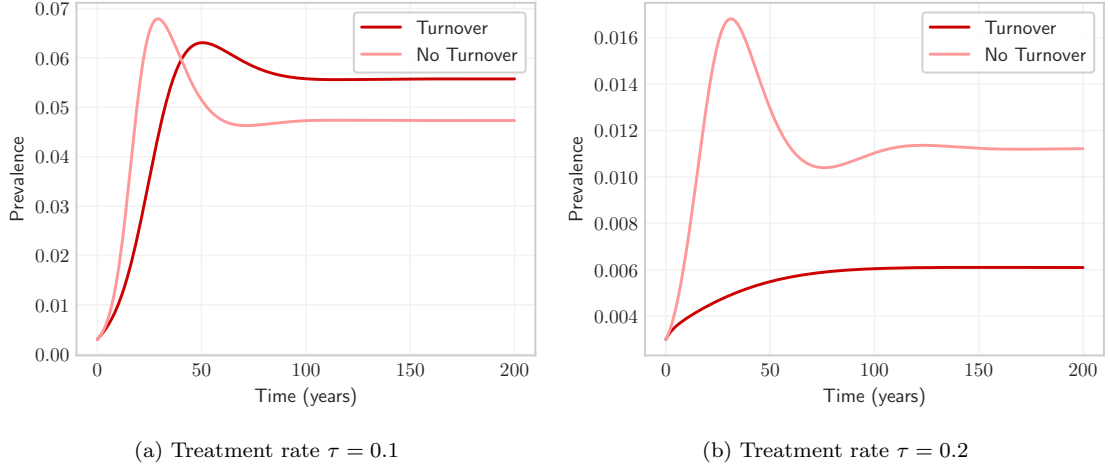 0.07
0.06
0.05
0.04
0.03
0.02
0.01
0.00
Prevalence
0
50
100
150
200
Time (years)
Turnover
No Turnover
(a) Treatment rate τ = 0.1
0.016
0.014
0.012
0.010
0.008
0.006
0.004
Prevalence
0
50
100
150
200
Time (years)
Turnover
No Turnover
(b) Treatment rate τ = 0.2